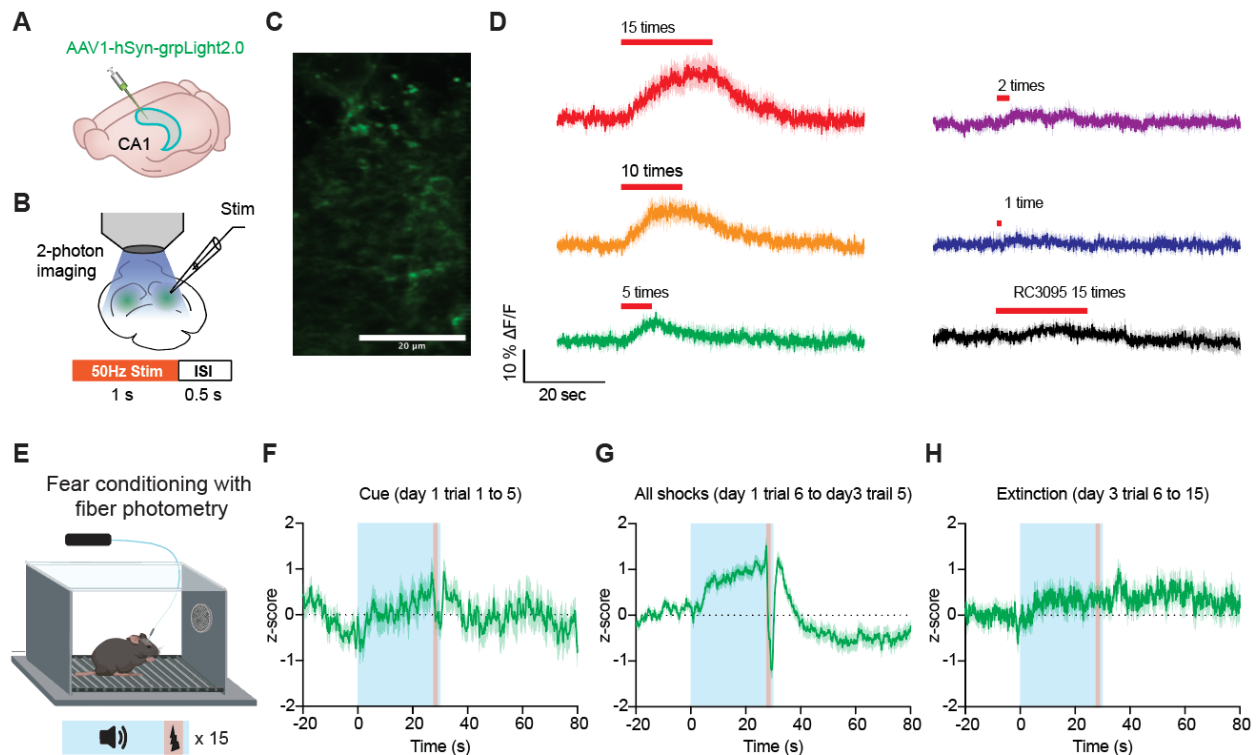 A
AAV1-hSyn-grpLight2.0
CA1
B
Stim
2-photon
imaging
50Hz Stim
ISI
1 s
0.5 s
C
20 µm
D
15 times
10 times
5 times
10 % ΔF/F
20 sec
2 times
1 time
RC3095 15 times
E
Fear conditioning with
fiber photometry
x 15
F
Cue (day 1 trial 1 to 5)
z-score
2
1
0
-1
-2
-20 0 20 40 60 80
Time (s)
G
All shocks (day 1 trial 6 to day3 trail 5)
z-score
2
1
0
-1
-2
-20 0 20 40 60 80
Time (s)
H
Extinction (day 3 trial 6 to 15)
z-score
2
1
0
-1
-2
-20 0 20 40 60 80
Time (s)